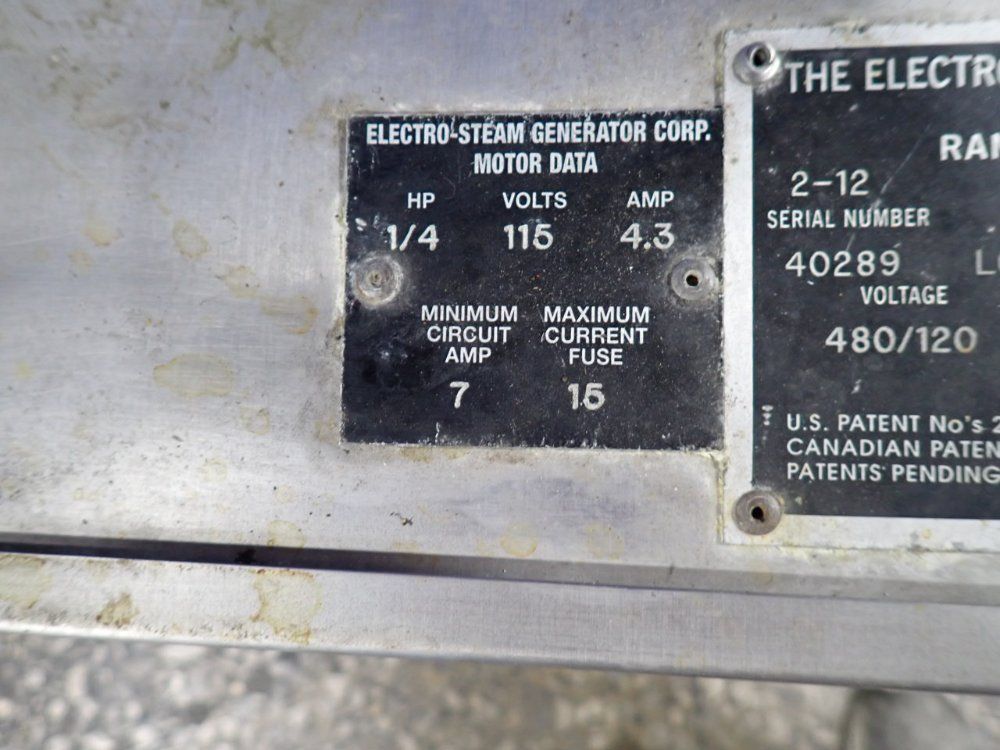 ELECTRO-STEAM GENERATOR CORP.
MOTOR DATA
HP VOLTS AMP
1/4 115 4.3
MINIMUM MAXIMUM
CIRCUIT CURRENT
AMP FUSE
7 15
THE ELECTR
RAN
2-12
SERIAL NUMBER
40289
VOLTAGE
480/120
U.S. PATENT No's 2
CANADIAN PATEN
PATENTS PENDING